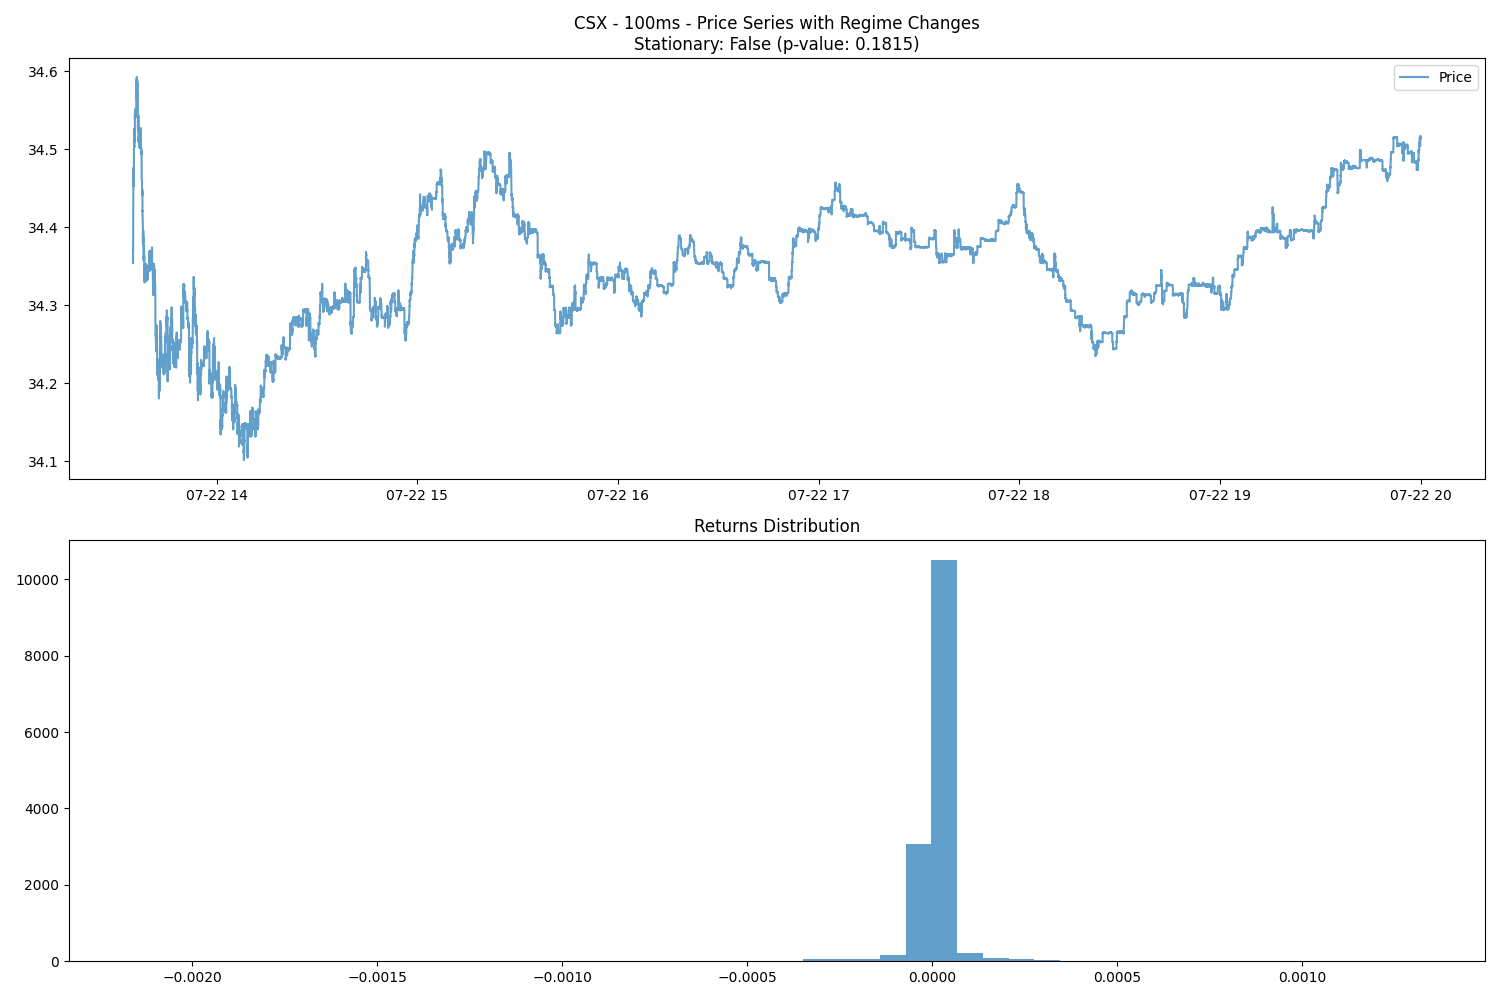 CSX - 100ms - Price Series with Regime Changes
Stationary: False (p-value: 0.1815)
Price
34.6
34.5
34.4
34.3
34.2
34.1
07-22 14 07-22 15 07-22 16 07-22 17 07-22 18 07-22 19 07-22 20
Returns Distribution
10000
8000
6000
4000
2000
0
−0.0020 −0.0015 −0.0010 −0.0005 0.0000 0.0005 0.0010